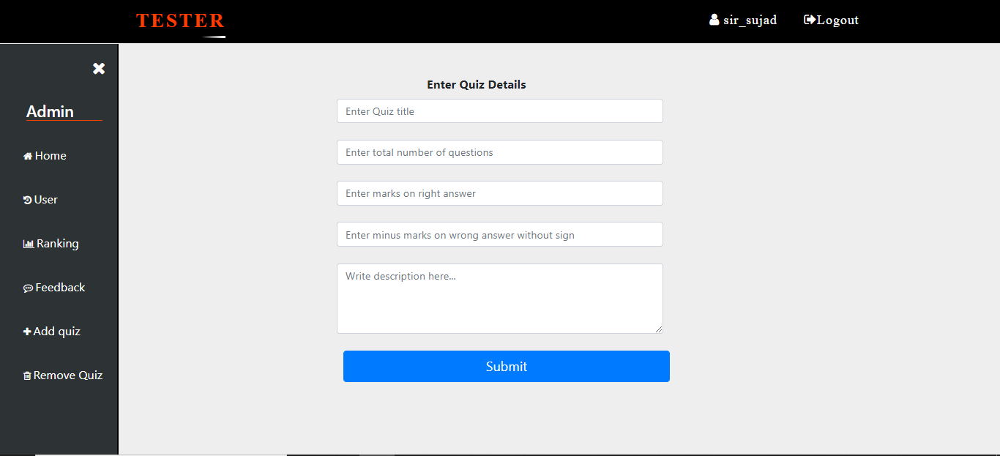 TESTER
sir_sujad
Logout
Admin
Home
User
Ranking
Feedback
Add quiz
Remove Quiz
Enter Quiz Details
Enter Quiz title
Enter total number of questions
Enter marks on right answer
Enter minus marks on wrong answer without sign
Write description here...
Submit